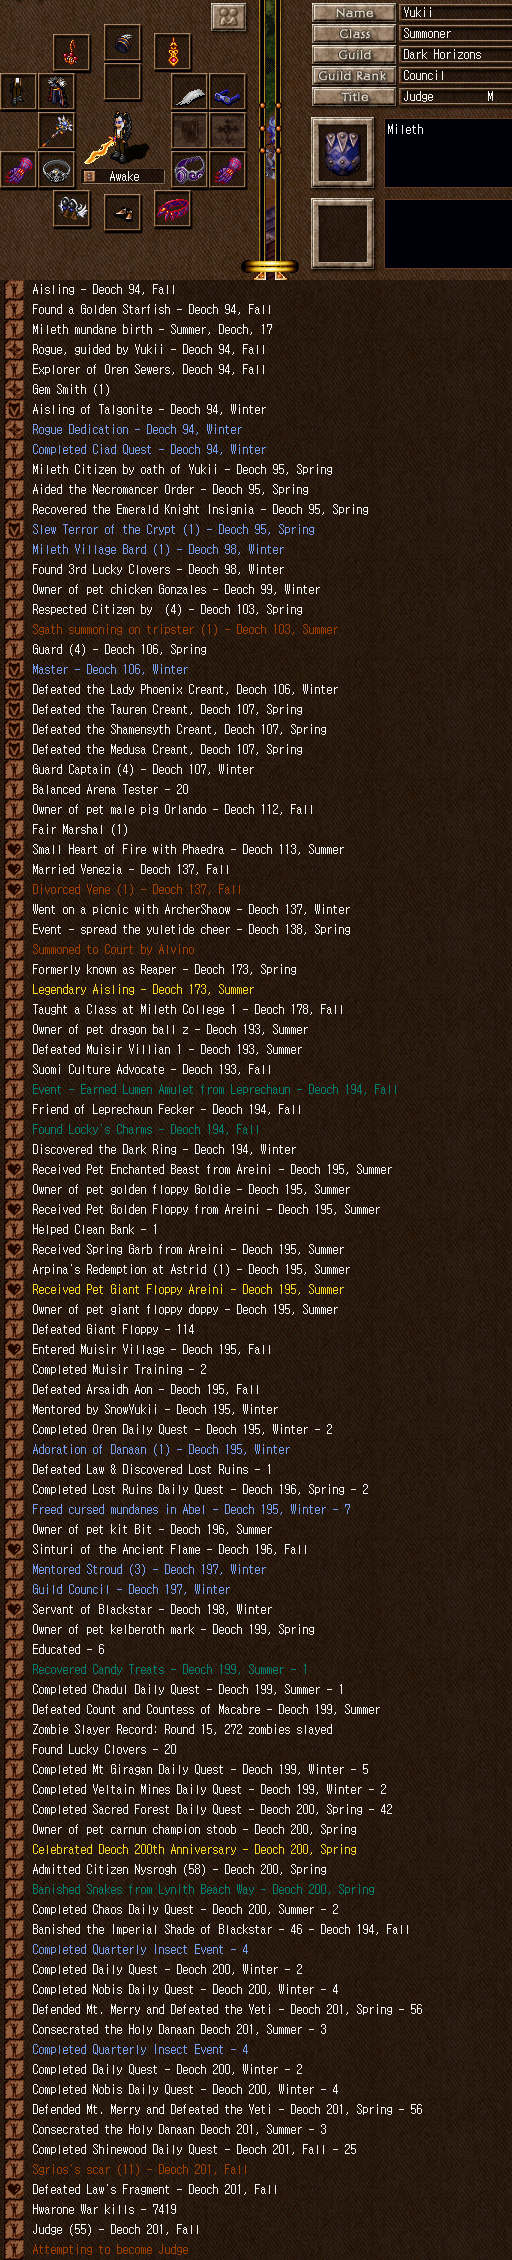 Name Yukii
Class Summoner
Guild Dark Horizons
Guild Rank Council
Title Judge M
Mileth
B Awake
Aisling - Deoch 94, Fall
Found a Golden Starfish - Deoch 94, Fall
Mileth mundane birth - Summer, Deoch, 17
Rogue, guided by Yukii - Deoch 94, Fall
Explorer of Oren Sewers, Deoch 94, Fall
Gem Smith (1)
Aisling of Talgonite - Deoch 94, Winter
Rogue Dedication - Deoch 94, Winter
Completed Ciad Quest - Deoch 94, Winter
Mileth Citizen by oath of Yukii - Deoch 95, Spring
Aided the Necromancer Order - Deoch 95, Spring
Recovered the Emerald Knight Insignia - Deoch 95, Spring
Slew Terror of the Crypt (1) - Deoch 95, Spring
Mileth Village Bard (1) - Deoch 98, Winter
Found 3rd Lucky Clovers - Deoch 98, Winter
Owner of pet chicken Gonzales - Deoch 99, Winter
Respected Citizen by (4) - Deoch 103, Spring
Sgath summoning on tripster (1) - Deoch 103, Summer
Guard (4) - Deoch 106, Spring
Master - Deoch 106, Winter
Defeated the Lady Phoenix Creant, Deoch 106, Winter
Defeated the Tauren Creant, Deoch 107, Spring
Defeated the Shamensyth Creant, Deoch 107, Spring
Defeated the Medusa Creant, Deoch 107, Spring
Guard Captain (4) - Deoch 107, Winter
Balanced Arena Tester - 20
Owner of pet male pig Orlando - Deoch 112, Fall
Fair Marshal (1)
Small Heart of Fire with Phaedra - Deoch 113, Summer
Married Venezia - Deoch 137, Fall
Divorced Vene (1) - Deoch 137, Fall
Went on a picnic with ArcherShaow - Deoch 137, Winter
Event - spread the yuletide cheer - Deoch 138, Spring
Summoned to Court by Alvino
Formerly known as Reaper - Deoch 173, Spring
Legendary Aisling - Deoch 173, Summer
Taught a Class at Mileth College 1 - Deoch 178, Fall
Owner of pet dragon ball z - Deoch 193, Summer
Defeated Muisir Villian 1 - Deoch 193, Summer
Suomi Culture Advocate - Deoch 193, Fall
Event - Earned Lumen Amulet from Leprechaun - Deoch 194, Fall
Friend of Leprechaun Fecker - Deoch 194, Fall
Found Locky's Charms - Deoch 194, Fall
Discovered the Dark Ring - Deoch 194, Winter
Received Pet Enchanted Beast from Areini - Deoch 195, Summer
Owner of pet golden floppy Goldie - Deoch 195, Summer
Received Pet Golden Floppy from Areini - Deoch 195, Summer
Helped Clean Bank - 1
Received Spring Garb from Areini - Deoch 195, Summer
Arpina's Redemption at Astrid (1) - Deoch 195, Summer
Received Pet Giant Floppy Areini - Deoch 195, Summer
Owner of pet giant floppy doppy - Deoch 195, Summer
Defeated Giant Floppy - 114
Entered Muisir Village - Deoch 195, Fall
Completed Muisir Training - 2
Defeated Arsaidh Aon - Deoch 195, Fall
Mentored by SnowYukii - Deoch 195, Winter
Completed Oren Daily Quest - Deoch 195, Winter - 2
Adoration of Danaan (1) - Deoch 195, Winter
Defeated Law & Discovered Lost Ruins - 1
Completed Lost Ruins Daily Quest - Deoch 196, Spring - 2
Freed cursed mundanes in Abel - Deoch 195, Winter - 7
Owner of pet kit Bit - Deoch 196, Summer
Sinturi of the Ancient Flame - Deoch 196, Fall
Mentored Stroud (3) - Deoch 197, Winter
Guild Council - Deoch 197, Winter
Servant of Blackstar - Deoch 198, Winter
Owner of pet kelberoth mark - Deoch 199, Spring
Educated - 6
Recovered Candy Treats - Deoch 199, Summer - 1
Completed Chadul Daily Quest - Deoch 199, Summer - 1
Defeated Count and Countess of Macabre - Deoch 199, Summer
Zombie Slayer Record: Round 15, 272 zombies slayed
Found Lucky Clovers - 20
Completed Mt Giragan Daily Quest - Deoch 199, Winter - 5
Completed Veltain Mines Daily Quest - Deoch 199, Winter - 2
Completed Sacred Forest Daily Quest - Deoch 200, Spring - 42
Owner of pet carnun champion stoob - Deoch 200, Spring
Celebrated Deoch 200th Anniversary - Deoch 200, Spring
Admitted Citizen Nysrogh (58) - Deoch 200, Spring
Banished Snakes from Lynith Beach Way - Deoch 200, Spring
Completed Chaos Daily Quest - Deoch 200, Summer - 2
Banished the Imperial Shade of Blackstar - 46 - Deoch 194, Fall
Completed Quarterly Insect Event - 4
Completed Daily Quest - Deoch 200, Winter - 2
Completed Nobis Daily Quest - Deoch 200, Winter - 4
Defended Mt. Merry and Defeated the Yeti - Deoch 201, Spring - 56
Consecrated the Holy Danaan Deoch 201, Summer - 3
Completed Quarterly Insect Event - 4
Completed Daily Quest - Deoch 200, Winter - 2
Completed Nobis Daily Quest - Deoch 200, Winter - 4
Defended Mt. Merry and Defeated the Yeti - Deoch 201, Spring - 56
Consecrated the Holy Danaan Deoch 201, Summer - 3
Completed Shinewood Daily Quest - Deoch 201, Fall - 25
Sgrios's scar (11) - Deoch 201, Fall
Defeated Law's Fragment - Deoch 201, Fall
Hwarone War kills - 7419
Judge (55) - Deoch 201, Fall
Attempting to become Judge